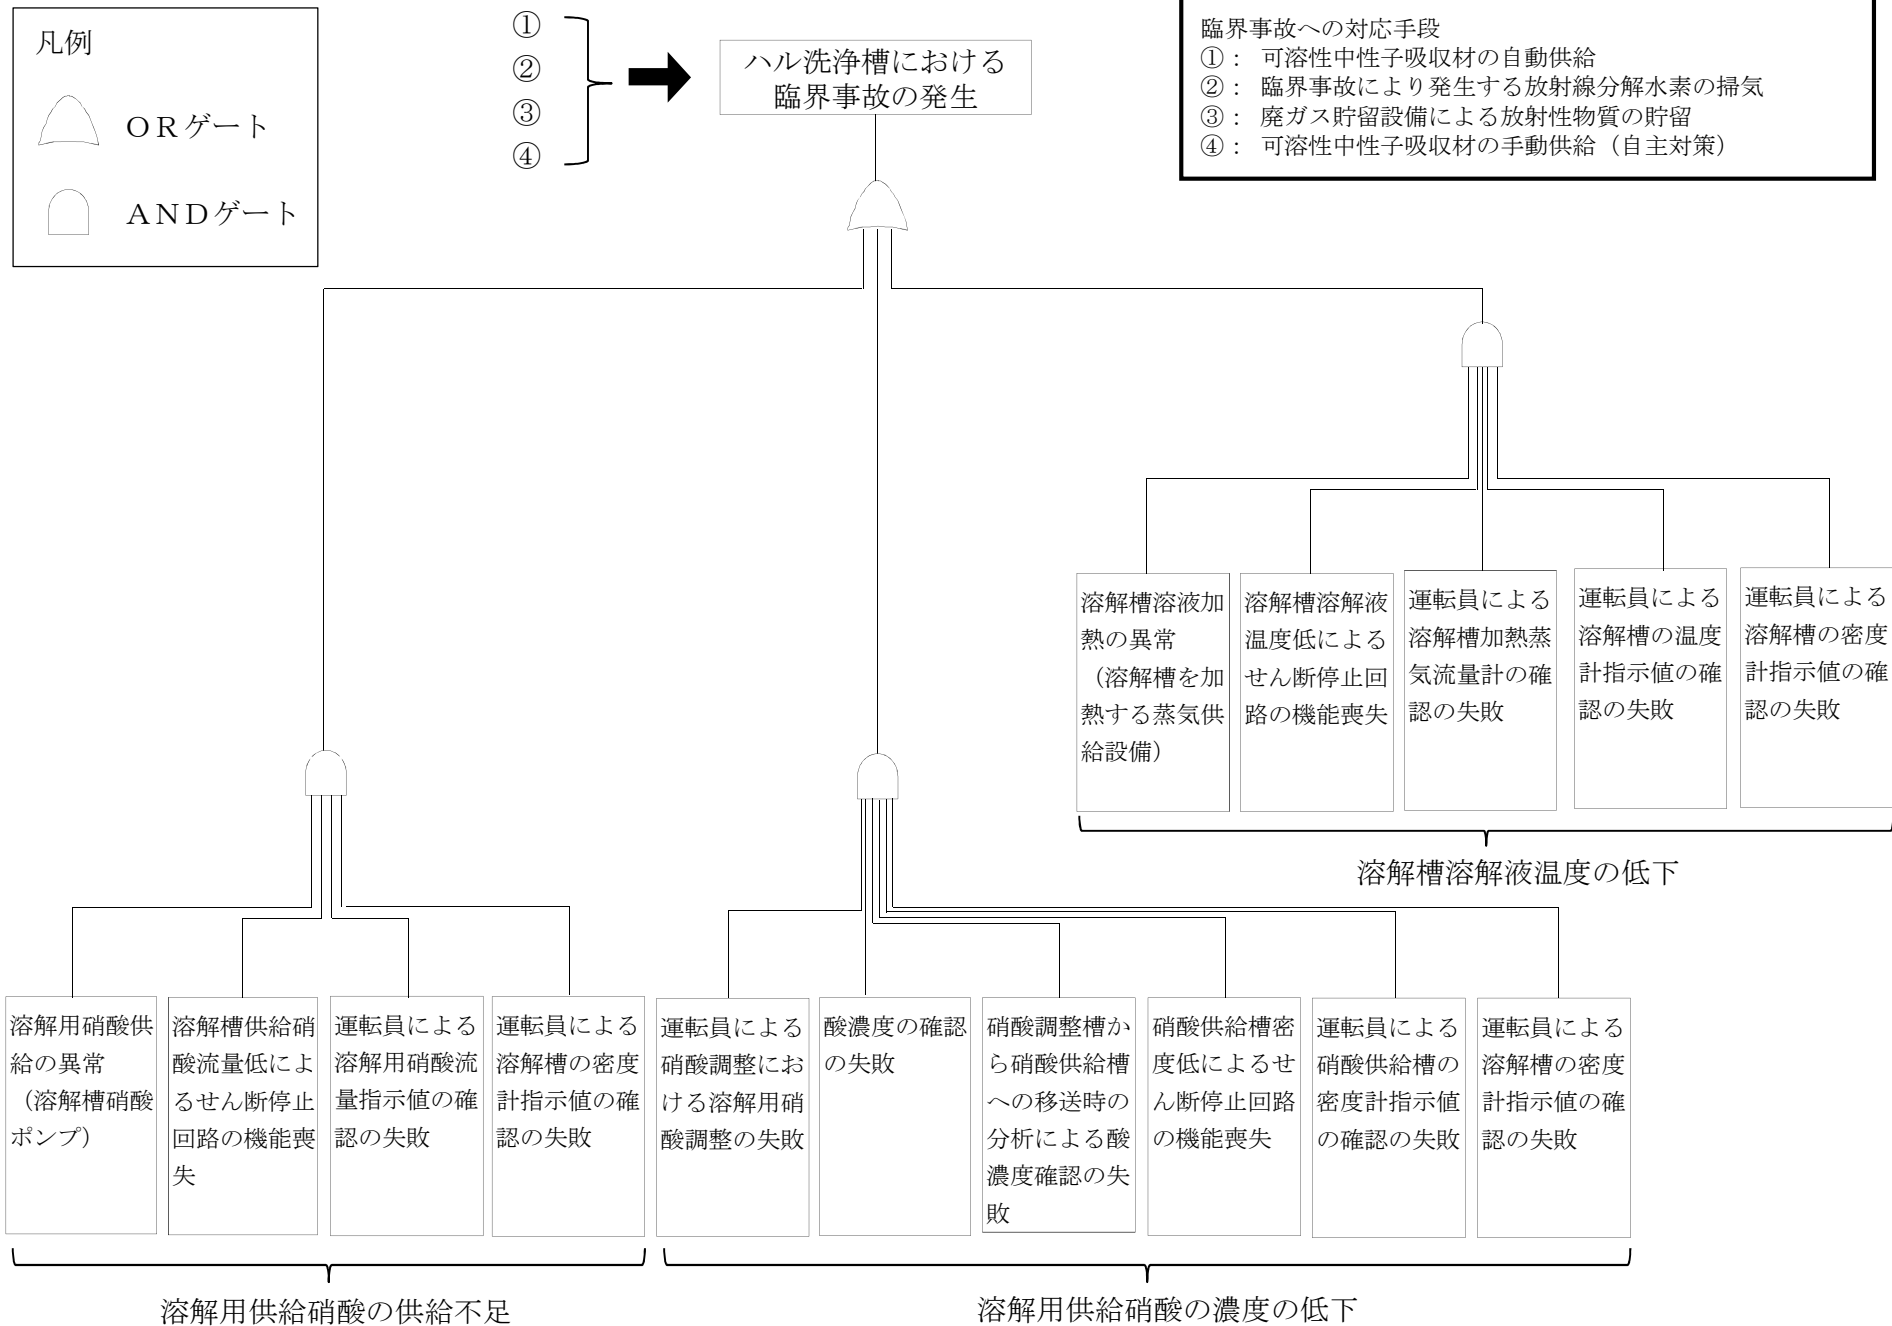 凡例
ORゲート
ANDゲート
①
②
③
④
ハル洗浄槽における
臨界事故の発生
臨界事故への対応手段
①： 可溶性中性子吸収材の自動供給
②： 臨界事故により発生する放射線分解水素の掃気
③： 廃ガス貯留設備による放射性物質の貯留
④： 可溶性中性子吸収材の手動供給（自主対策）
溶解槽溶液加
熱の異常
（溶解槽を加
熱する蒸気供
給設備）
溶解槽溶解液
温度低による
せん断停止回
路の機能喪失
運転員による
溶解槽加熱蒸
気流量計の確
認の失敗
運転員による
溶解槽の温度
計指示値の確
認の失敗
運転員による
溶解槽の密度
計指示値の確
認の失敗
溶解槽溶解液温度の低下
溶解用硝酸供
給の異常
（溶解槽硝酸
ポンプ）
溶解槽供給硝
酸流量低によ
るせん断停止
回路の機能喪
失
運転員による
溶解用硝酸流
量指示値の確
認の失敗
運転員による
溶解槽の密度
計指示値の確
認の失敗
運転員による
硝酸調整にお
ける溶解用硝
酸調整の失敗
酸濃度の確認
の失敗
硝酸調整槽か
ら硝酸供給槽
への移送時の
分析による酸
濃度確認の失
敗
硝酸供給槽密
度低によるせ
ん断停止回路
の機能喪失
運転員による
硝酸供給槽の
密度計指示値
の確認の失敗
運転員による
溶解槽の密度
計指示値の確
認の失敗
溶解用供給硝酸の供給不足
溶解用供給硝酸の濃度の低下